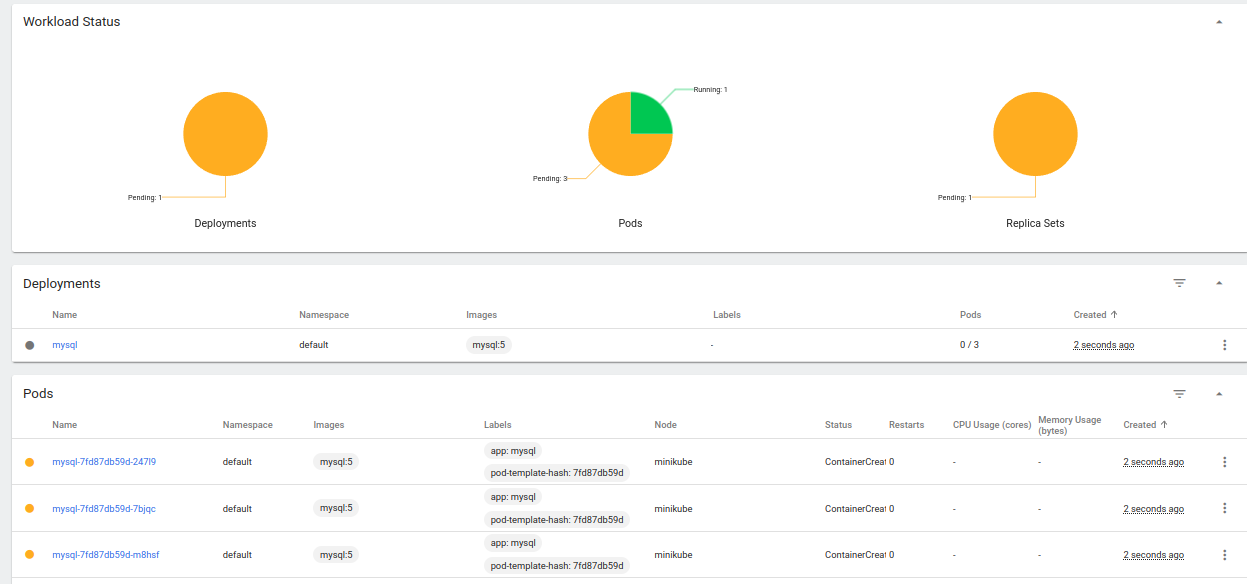 Workload Status
Running: 1
Pending: 3
Pending: 1
Pending: 1
Deployments Pods Replica Sets
Deployments
Name Namespace Images Labels Pods Created
mysql default mysql:5 - 0 / 3 2 seconds ago
Pods
Name Namespace Images Labels Node Status Restarts CPU Usage (cores) Memory Usage (bytes) Created
mysql-7fd87db59d-247l9 default mysql:5 app: mysql minikube ContainerCreat 0 - - 2 seconds ago
pod-template-hash: 7fd87db59d
mysql-7fd87db59d-7bjqc default mysql:5 app: mysql minikube ContainerCreat 0 - - 2 seconds ago
pod-template-hash: 7fd87db59d
mysql-7fd87db59d-m8hsf default mysql:5 app: mysql minikube ContainerCreat 0 - - 2 seconds ago
pod-template-hash: 7fd87db59d